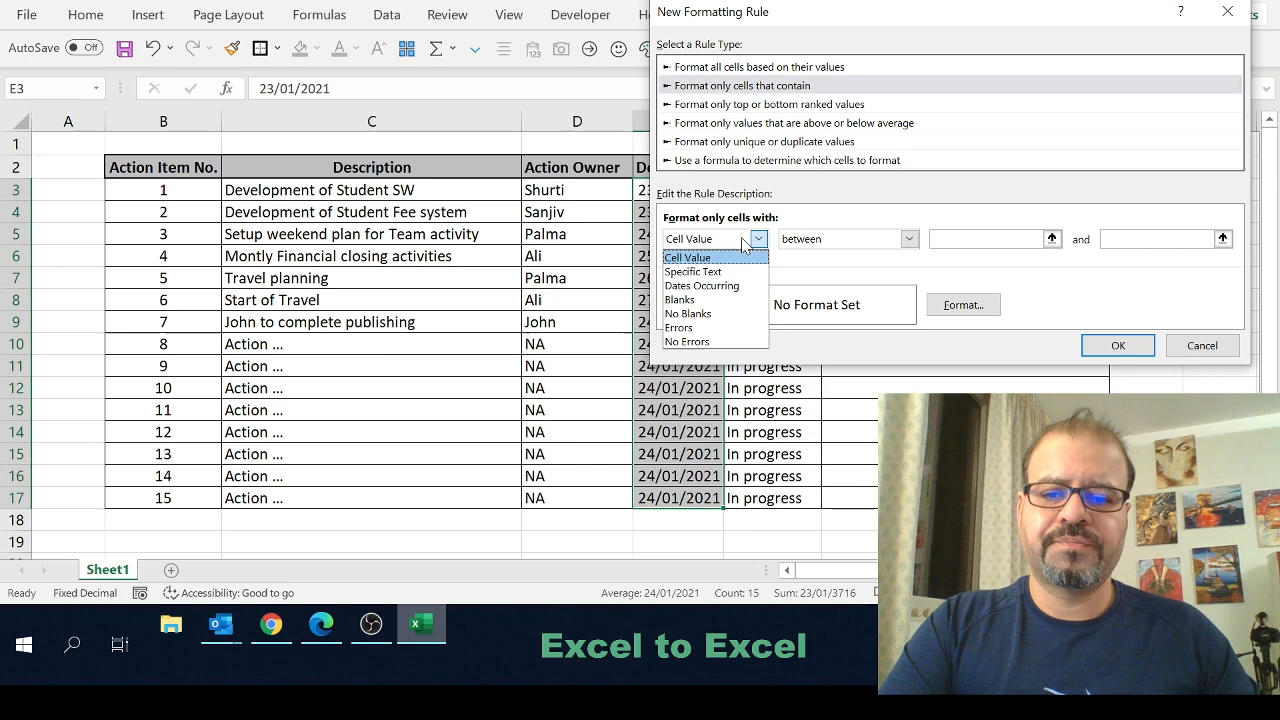 File Home Insert Page Layout Formulas Data Review View Developer
New Formatting Rule ?
AutoSave Off
Select a Rule Type:
► Format all cells based on their values
► Format only cells that contain
► Format only top or bottom ranked values
► Format only values that are above or below average
► Format only unique or duplicate values
► Use a formula to determine which cells to format
E3 fx 23/01/2021
Edit the Rule Description:
Format only cells with:
Cell Value between and
Cell Value
Specific Text
Dates Occurring
Blanks
No Blanks
Errors
No Errors
No Format Set Format...
OK Cancel
A B C D
1
2 Action Item No. Description Action Owner
3 1 Development of Student SW Shurti
4 2 Development of Student Fee system Sanjiv
5 3 Setup weekend plan for Team activity Palma
6 4 Montly Financial closing activities Ali
7 5 Travel planning Palma
8 6 Start of Travel Ali
9 7 John to complete publishing John
10 8 Action ... NA
11 9 Action ... NA 24/01/2021 In progress
12 10 Action ... NA 24/01/2021 In progress
13 11 Action ... NA 24/01/2021 In progress
14 12 Action ... NA 24/01/2021 In progress
15 13 Action ... NA 24/01/2021 In progress
16 14 Action ... NA 24/01/2021 In progress
17 15 Action ... NA 24/01/2021 In progress
18
19
Sheet1
Ready Fixed Decimal Accessibility: Good to go Average: 24/01/2021 Count: 15 Sum: 23/01/3716
Excel to Excel